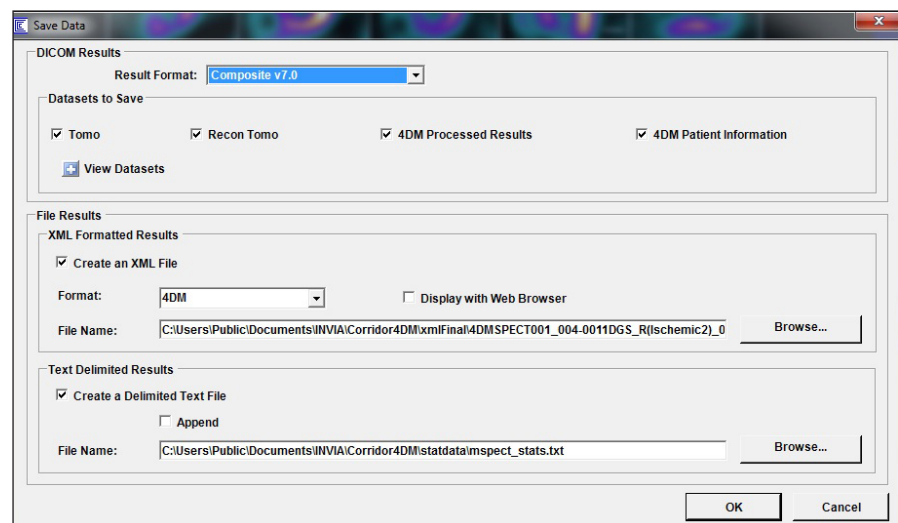 Save Data
DICOM Results
Result Format: Composite v7.0
Datasets to Save
Tomo Recon Tomo 4DM Processed Results 4DM Patient Information
View Datasets
File Results
XML Formatted Results
Create an XML File
Format: 4DM Display with Web Browser
File Name: C:\Users\Public\Documents\INVIA\Corridor4DM\xmlFinal\4DMSPECT001_004-0011DGS_R(Ischemic2)_0 Browse...
Text Delimited Results
Create a Delimited Text File
Append
File Name: C:\Users\Public\Documents\INVIA\Corridor4DM\statdata\mspect_stats.txt Browse...
OK Cancel